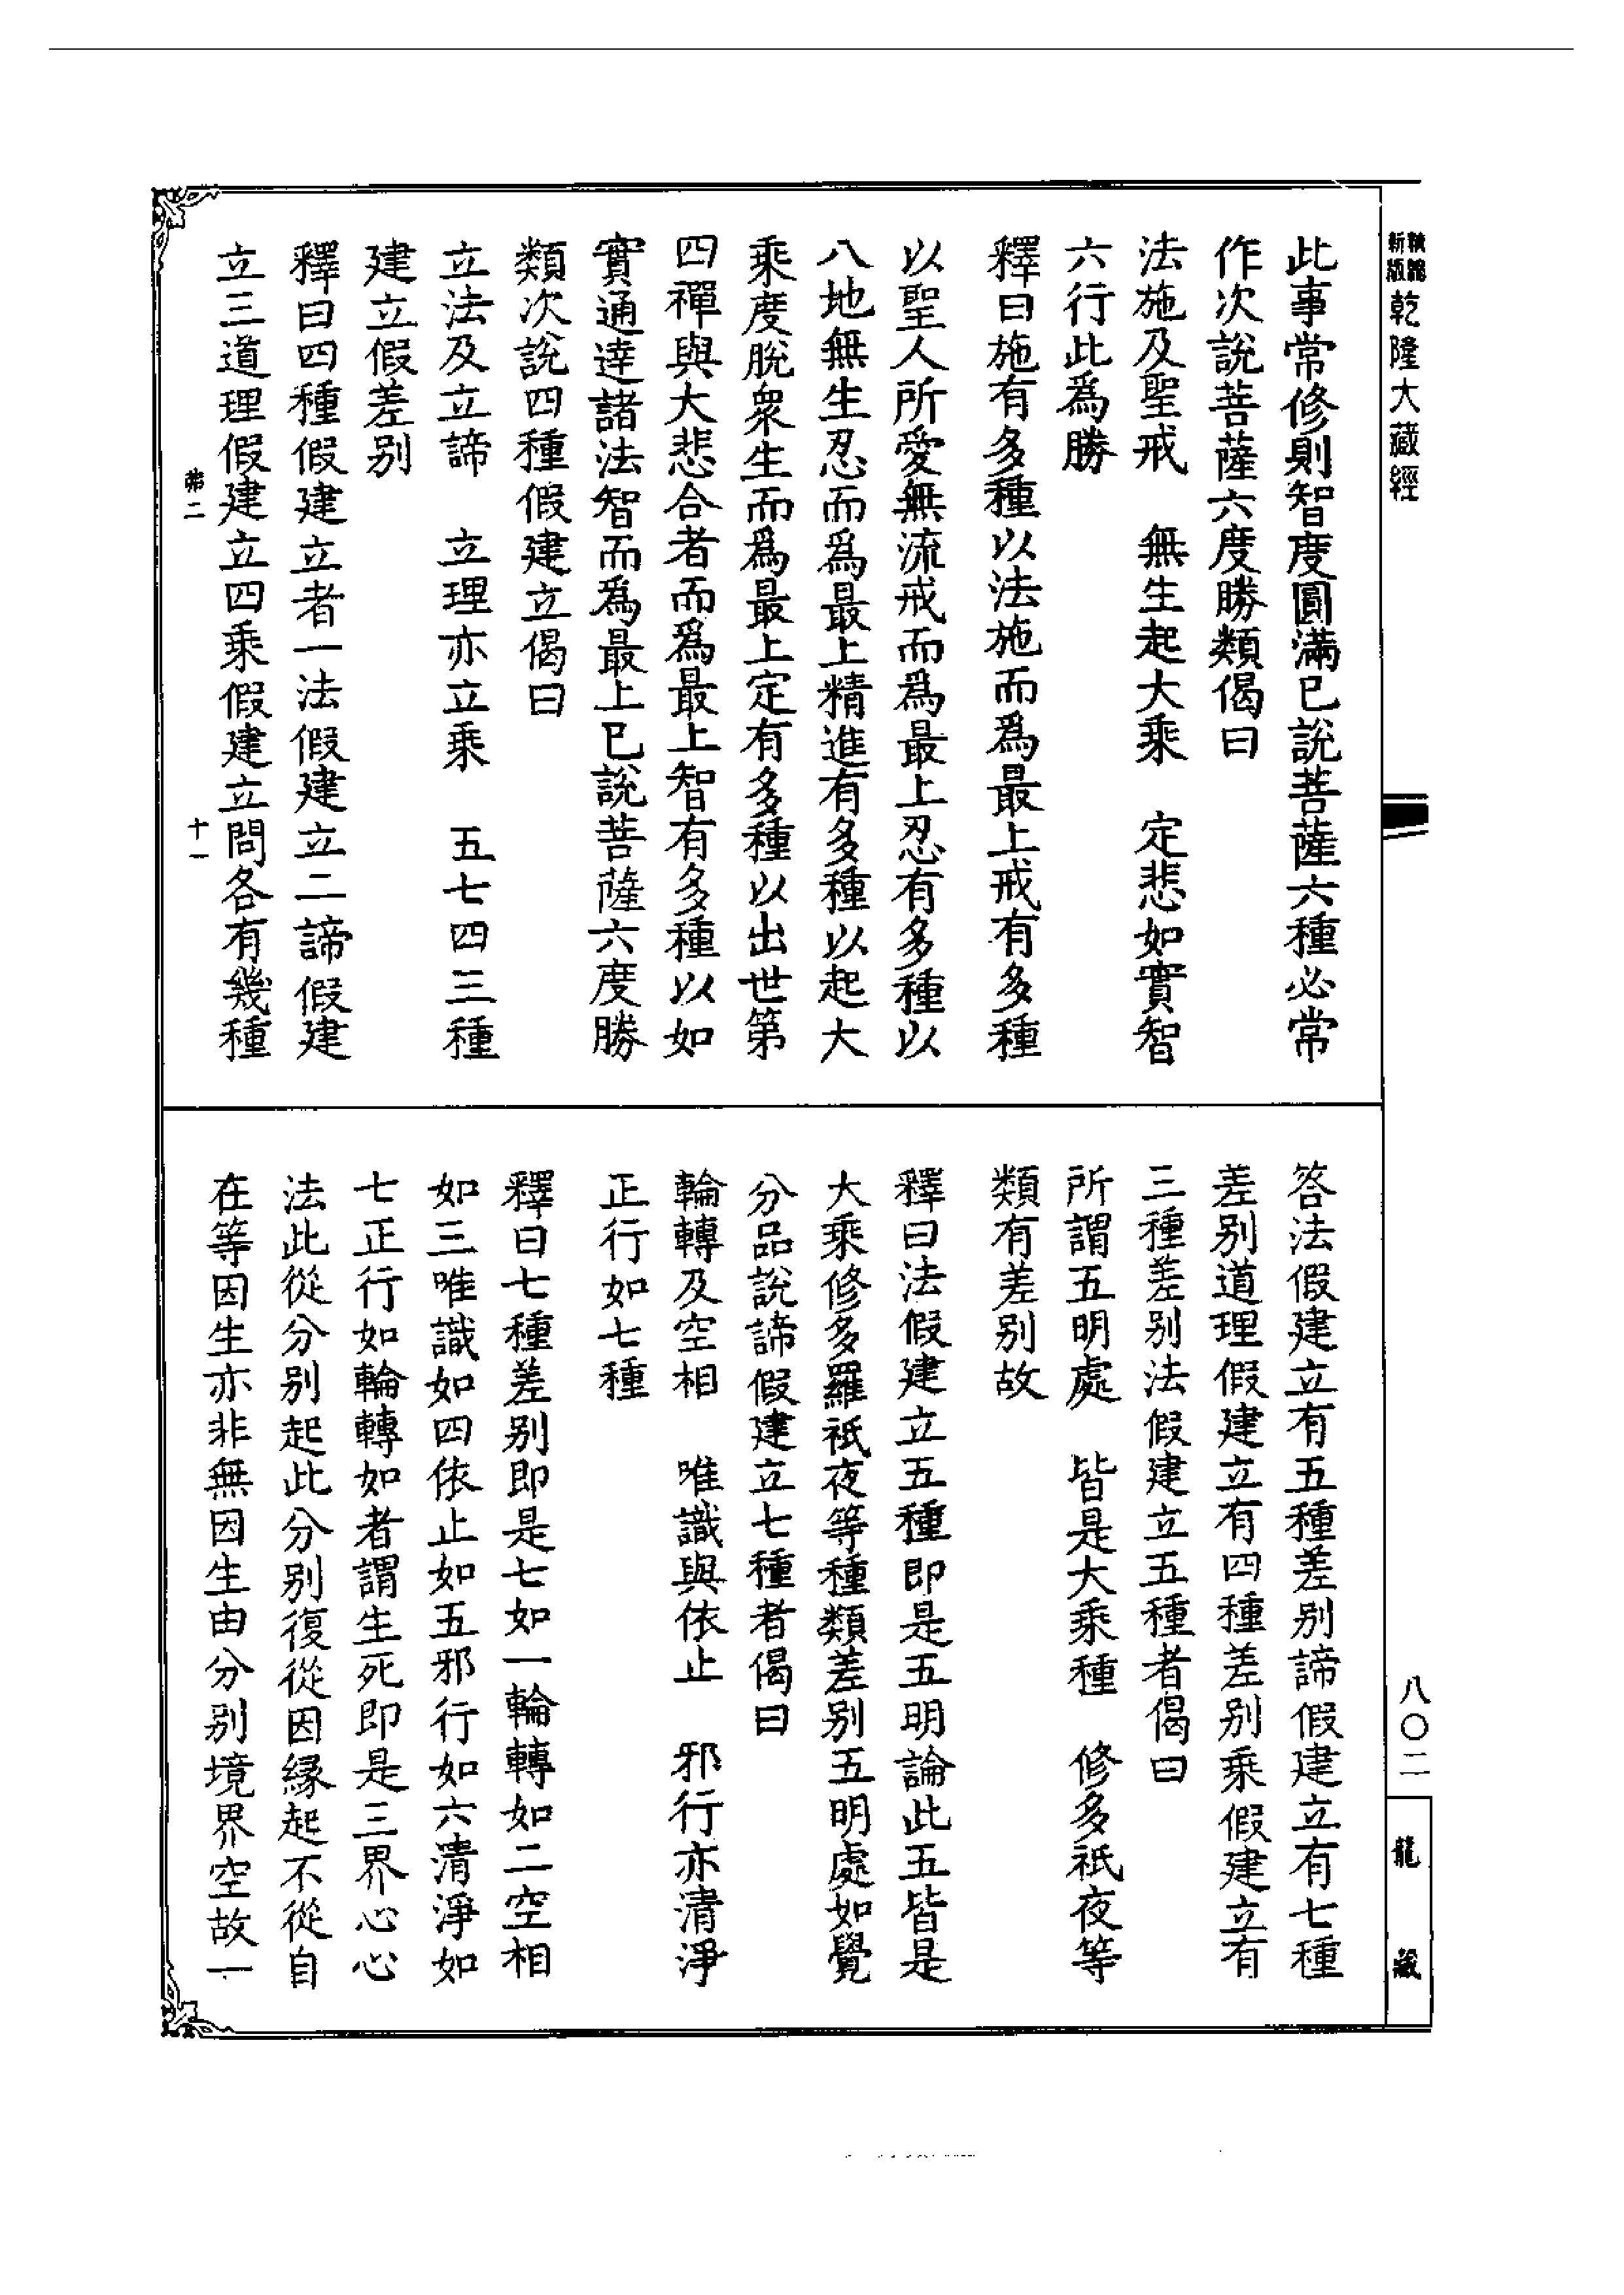 新版
乾隆大藏經
此事常修則智度圓滿已說菩薩六種必常
作次說菩薩六度勝類偈曰
法施及聖戒　無生起大乘　定悲如實智
六行此爲勝
釋曰施有多種以法施而爲最上戒有多種
以聖人所愛無流戒而爲最上忍有多種以
八地無生忍而爲最上精進有多種以起大
乘度脫衆生而爲最上定有多種以出世第
四禪與大悲合者而爲最上智有多種以如
實通達諸法智而爲最上已說菩薩六度勝
類次說四種假建立偈曰
立法及立諦　立理亦立乘　五七四三種
建立假差別
釋曰四種假建立者一法假建立二諦假建
立三道理假建立四乘假建立問各有幾種
第二　十一
答法假建立有五種差別諦假建立有七種
差別道理假建立有四種差別乘假建立有
三種差別法假建立五種者偈曰
所謂五明處　皆是大乘種　修多祇夜等
類有差別故
釋曰法假建立五種即是五明論此五皆是
大乘修多羅祇夜等種類差別五明處如覺
分品說諦假建立七種者偈曰
輪轉及空相　唯識與依止　邪行亦清淨
正行如七種
釋曰七種差別即是七如一輪轉如二空相
如三唯識如四依止如五邪行如六清淨如
七正行如輪轉如者謂生死即是三界心心
法此從分別起此分別復從因緣起不從自
在等因生亦非無因生由分別境界空故一
八〇二
龍藏